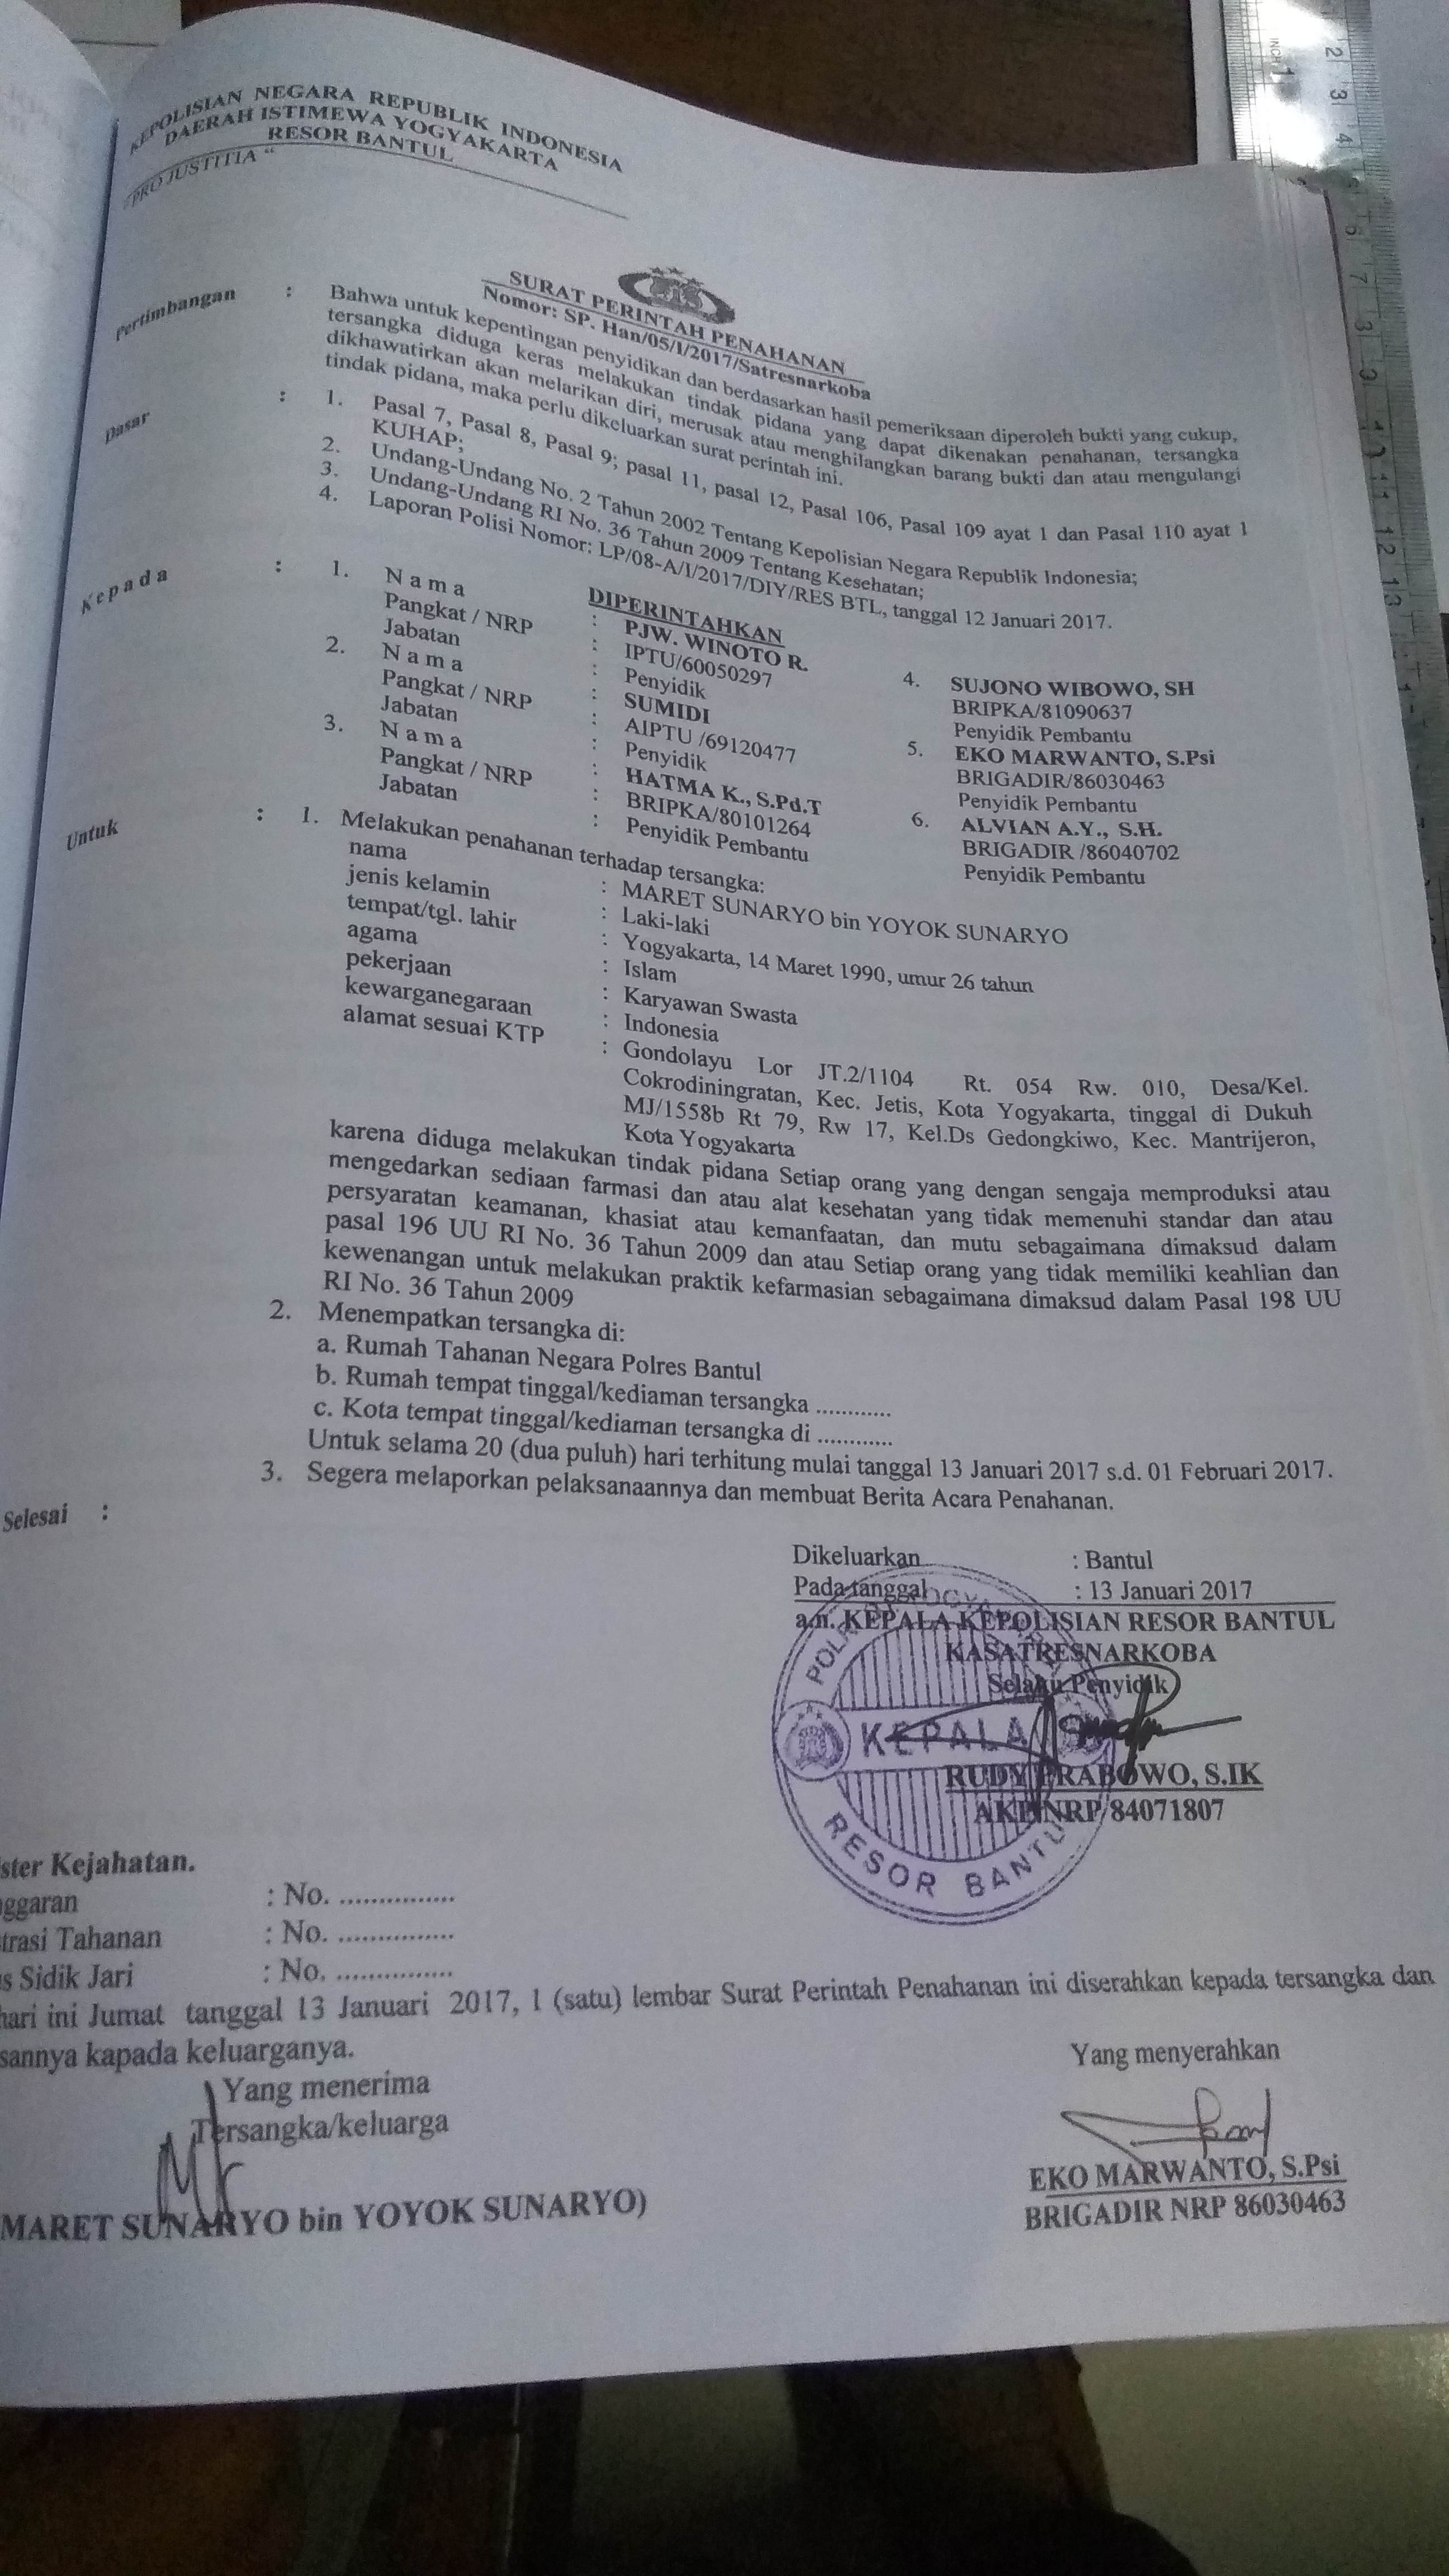 KEPOLISIAN NEGARA REPUBLIK INDONESIA
DAERAH ISTIMEWA YOGYAKARTA
RESOR BANTUL
"PRO JUSTITIA "
SURAT PERINTAH PENAHANAN
Nomor: SP. Han/05/I/2017/Satresnarkoba
Pertimbangan : Bahwa untuk kepentingan penyidikan dan berdasarkan hasil pemeriksaan diperoleh bukti yang cukup,
tersangka diduga keras melakukan tindak pidana yang dapat dikenakan penahanan, tersangka
dikhawatirkan akan melarikan diri, merusak atau menghilangkan barang bukti dan atau mengulangi
tindak pidana, maka perlu dikeluarkan surat perintah ini.
Dasar : 1. Pasal 7, Pasal 8, Pasal 9; pasal 11, pasal 12, Pasal 106, Pasal 109 ayat 1 dan Pasal 110 ayat 1
KUHAP;
2. Undang-Undang No. 2 Tahun 2002 Tentang Kepolisian Negara Republik Indonesia;
3. Undang-Undang RI No. 36 Tahun 2009 Tentang Kesehatan;
4. Laporan Polisi Nomor: LP/08-A/I/2017/DIY/RES BTL, tanggal 12 Januari 2017.
DIPERINTAHKAN
Kepada : 1. N a m a : PJW. WINOTO R.
Pangkat / NRP : IPTU/60050297
Jabatan : Penyidik
2. N a m a : SUMIDI
Pangkat / NRP : AIPTU /69120477
Jabatan : Penyidik
3. N a m a : HATMA K., S.Pd.T
Pangkat / NRP : BRIPKA/80101264
Jabatan : Penyidik Pembantu
4. SUJONO WIBOWO, SH
BRIPKA/81090637
Penyidik Pembantu
5. EKO MARWANTO, S.Psi
BRIGADIR/86030463
Penyidik Pembantu
6. ALVIAN A.Y., S.H.
BRIGADIR /86040702
Penyidik Pembantu
Untuk : 1. Melakukan penahanan terhadap tersangka:
nama : MARET SUNARYO bin YOYOK SUNARYO
jenis kelamin : Laki-laki
tempat/tgl. lahir : Yogyakarta, 14 Maret 1990, umur 26 tahun
agama : Islam
pekerjaan : Karyawan Swasta
kewarganegaraan : Indonesia
alamat sesuai KTP : Gondolayu Lor JT.2/1104 Rt. 054 Rw. 010, Desa/Kel.
Cokrodiningratan, Kec. Jetis, Kota Yogyakarta, tinggal di Dukuh
MJ/1558b Rt 79, Rw 17, Kel.Ds Gedongkiwo, Kec. Mantrijeron,
Kota Yogyakarta
karena diduga melakukan tindak pidana Setiap orang yang dengan sengaja memproduksi atau
mengedarkan sediaan farmasi dan atau alat kesehatan yang tidak memenuhi standar dan atau
persyaratan keamanan, khasiat atau kemanfaatan, dan mutu sebagaimana dimaksud dalam
pasal 196 UU RI No. 36 Tahun 2009 dan atau Setiap orang yang tidak memiliki keahlian dan
kewenangan untuk melakukan praktik kefarmasian sebagaimana dimaksud dalam Pasal 198 UU
RI No. 36 Tahun 2009
2. Menempatkan tersangka di:
a. Rumah Tahanan Negara Polres Bantul
b. Rumah tempat tinggal/kediaman tersangka ............
c. Kota tempat tinggal/kediaman tersangka di ............
Untuk selama 20 (dua puluh) hari terhitung mulai tanggal 13 Januari 2017 s.d. 01 Februari 2017.
3. Segera melaporkan pelaksanaannya dan membuat Berita Acara Penahanan.
Selesai :
Dikeluarkan : Bantul
Pada tanggal : 13 Januari 2017
a.n. KEPALA KEPOLISIAN RESOR BANTUL
KASATRESNARKOBA
Selaku Penyidik
KEPALA
RESOR BANTUL
RUDY PRABOWO, S.IK
AKP NRP 84071807
ster Kejahatan.
nggaran : No. ...............
trasi Tahanan : No. ...............
s Sidik Jari : No. ...............
hari ini Jumat tanggal 13 Januari 2017, 1 (satu) lembar Surat Perintah Penahanan ini diserahkan kepada tersangka dan
sannya kapada keluarganya.
Yang menerima
Tersangka/keluarga
MARET SUNARYO bin YOYOK SUNARYO)
Yang menyerahkan
EKO MARWANTO, S.Psi
BRIGADIR NRP 86030463